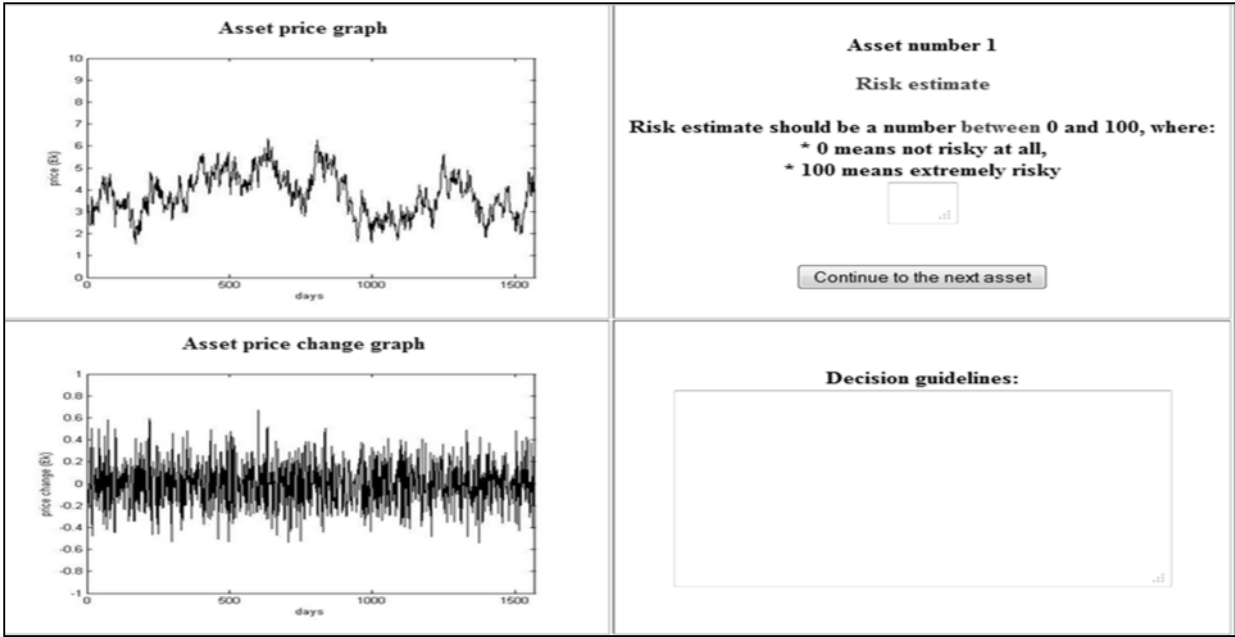 Asset price graph
10
9
8
7
6
5
4
3
2
1
0
price (£k)
0 500 1000 1500
days
Asset number 1
Risk estimate
Risk estimate should be a number between 0 and 100, where:
* 0 means not risky at all,
* 100 means extremely risky
Continue to the next asset
Asset price change graph
1
0.8
0.6
0.4
0.2
0
-0.2
-0.4
-0.6
-0.8
-1
price change (£k)
0 500 1000 1500
days
Decision guidelines: